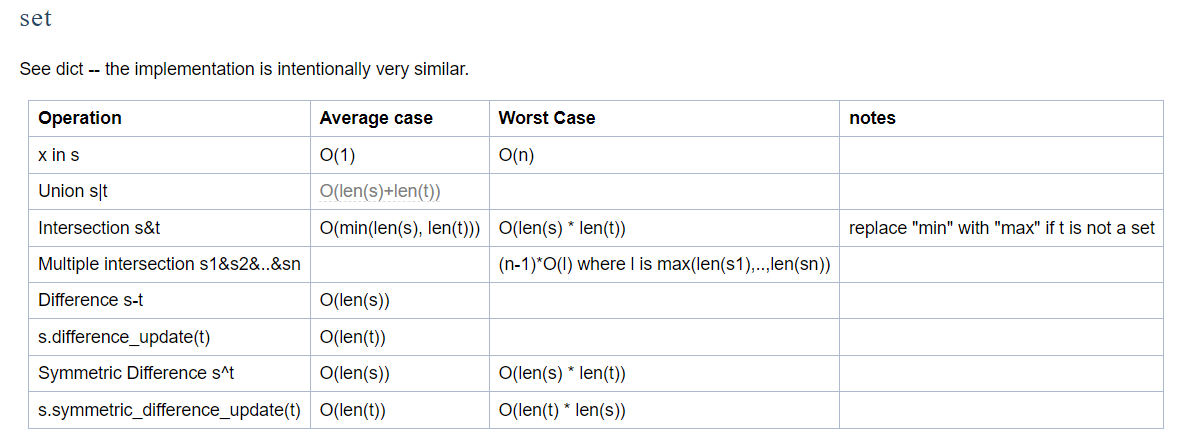 set
See dict -- the implementation is intentionally very similar.
Operation Average case Worst Case notes
x in s O(1) O(n)
Union s|t O(len(s)+len(t))
Intersection s&t O(min(len(s), len(t))) O(len(s) * len(t)) replace "min" with "max" if t is not a set
Multiple intersection s1&s2&..&sn (n-1)*O(l) where l is max(len(s1),..,len(sn))
Difference s-t O(len(s))
s.difference_update(t) O(len(t))
Symmetric Difference s^t O(len(s)) O(len(s) * len(t))
s.symmetric_difference_update(t) O(len(t)) O(len(t) * len(s))